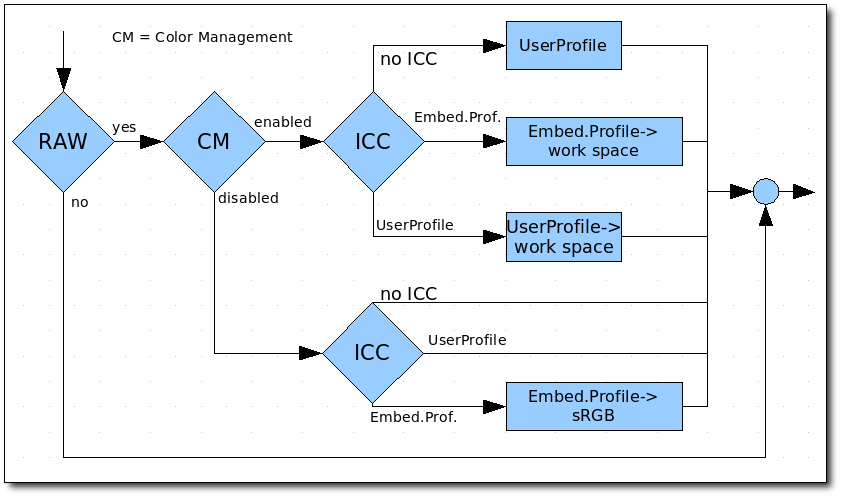 CM = Color Management
no ICC
UserProfile
RAW
yes
CM
enabled
ICC
Embed.Prof.
Embed.Profile->
work space
no
disabled
UserProfile
UserProfile->
work space
no ICC
ICC
UserProfile
Embed.Prof.
Embed.Profile->
sRGB